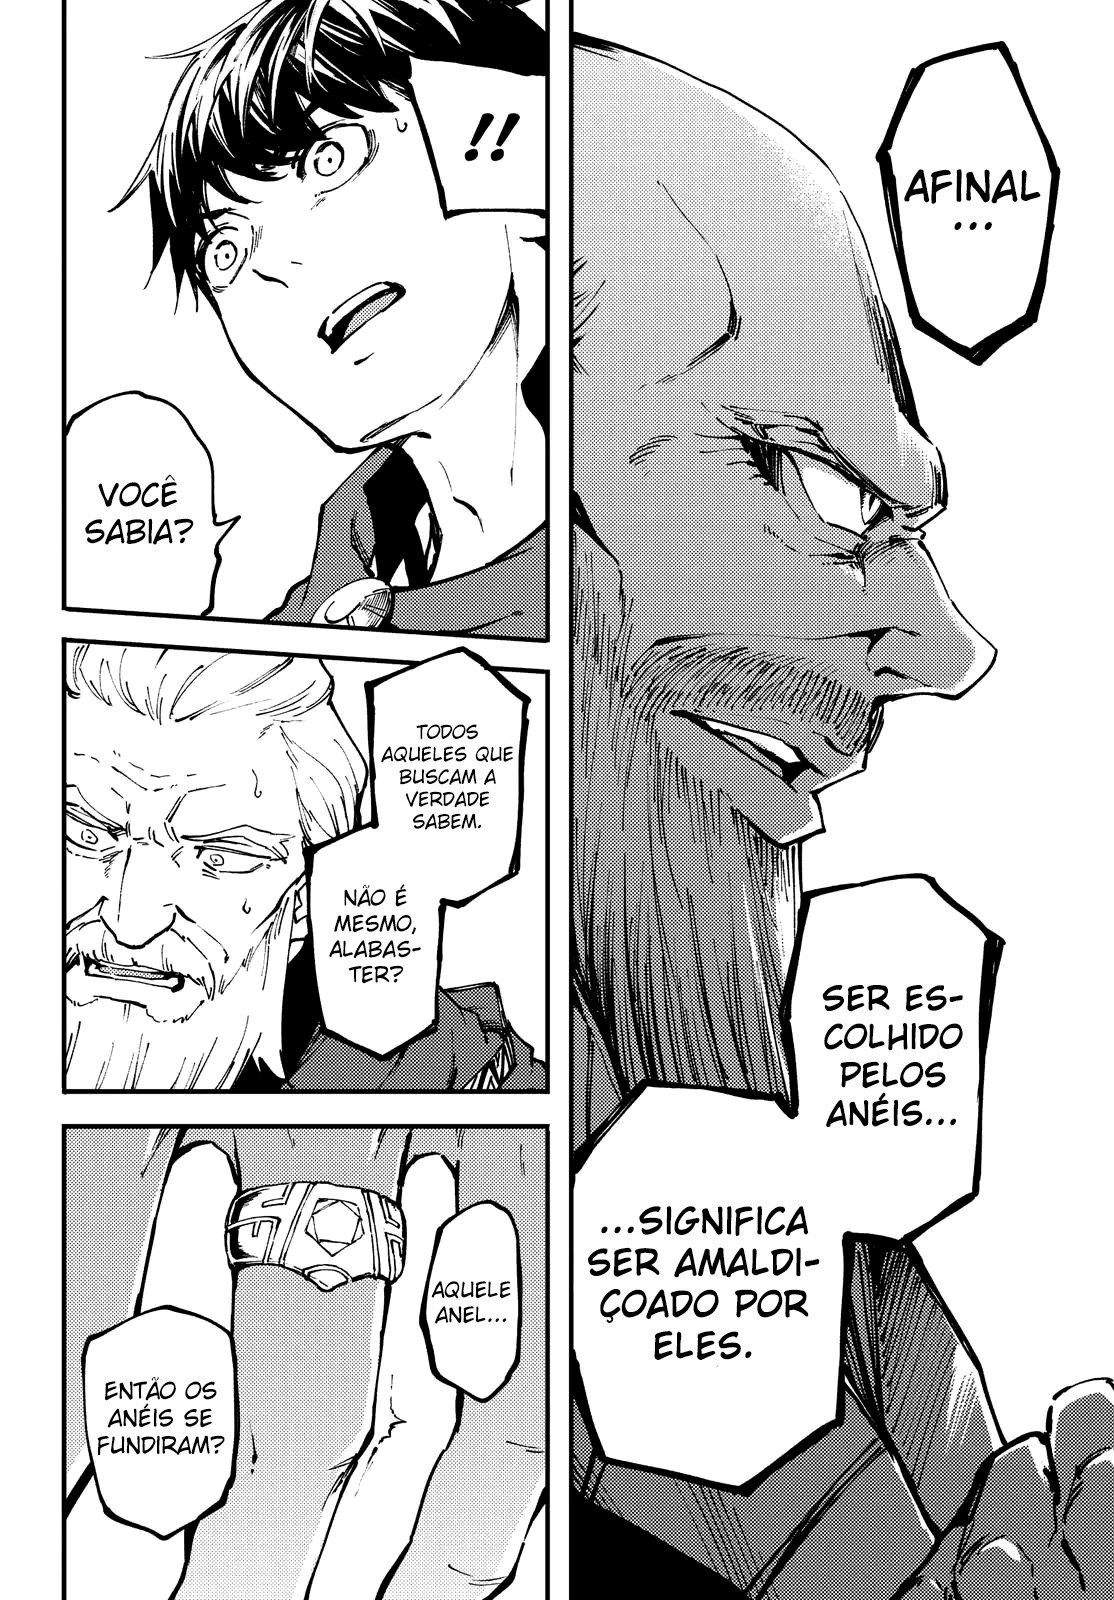 AFINAL
...
SER ES-
COLHIDO
PELOS
ANÉIS...
...SIGNIFICA
SER AMALDI-
ÇOADO POR
ELES.
!!
VOCÊ
SABIA?
TODOS
AQUELES QUE
BUSCAM A
VERDADE
SABEM.
NÃO É
MESMO,
ALABAS-
TER?
AQUELE
ANEL...
ENTÃO OS
ANÉIS SE
FUNDIRAM?